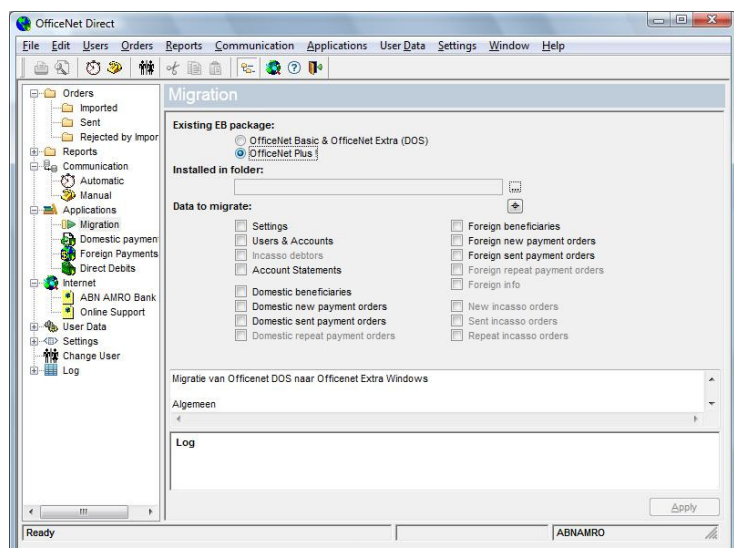 OfficeNet Direct
File Edit Users Orders Reports Communication Applications User Data Settings Window Help
Orders
Imported
Sent
Rejected by Impor
Reports
Communication
Automatic
Manual
Applications
Migration
Domestic paymen
Foreign Payments
Direct Debits
Internet
ABN AMRO Bank
Online Support
User Data
Settings
Change User
Log
Migration
Existing EB package:
OfficeNet Basic & OfficeNet Extra (DOS)
OfficeNet Plus
Installed in folder:
...
Data to migrate:
Settings
Users & Accounts
Incasso debtors
Account Statements
Domestic beneficiaries
Domestic new payment orders
Domestic sent payment orders
Domestic repeat payment orders
Foreign beneficiaries
Foreign new payment orders
Foreign sent payment orders
Foreign repeat payment orders
Foreign info
New incasso orders
Sent incasso orders
Repeat incasso orders
Migratie van Officenet DOS naar Officenet Extra Windows
Algemeen
Log
Apply
Ready
ABNAMRO